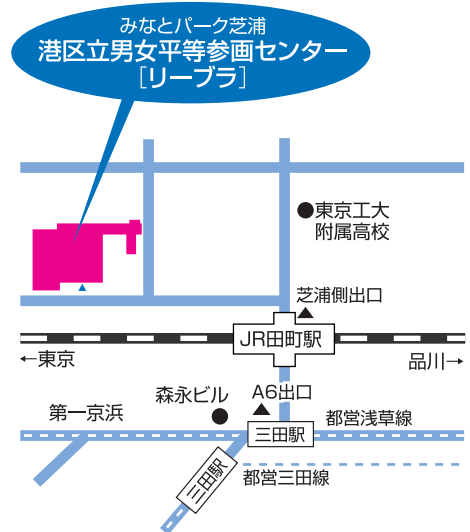 みなとパーク芝浦
港区立男女平等参画センター
［リーブラ］
●東京工大
附属高校
芝浦側出口
JR田町駅
←東京
品川→
森永ビル
A6出口
第一京浜
三田駅
都営浅草線
三田駅
都営三田線